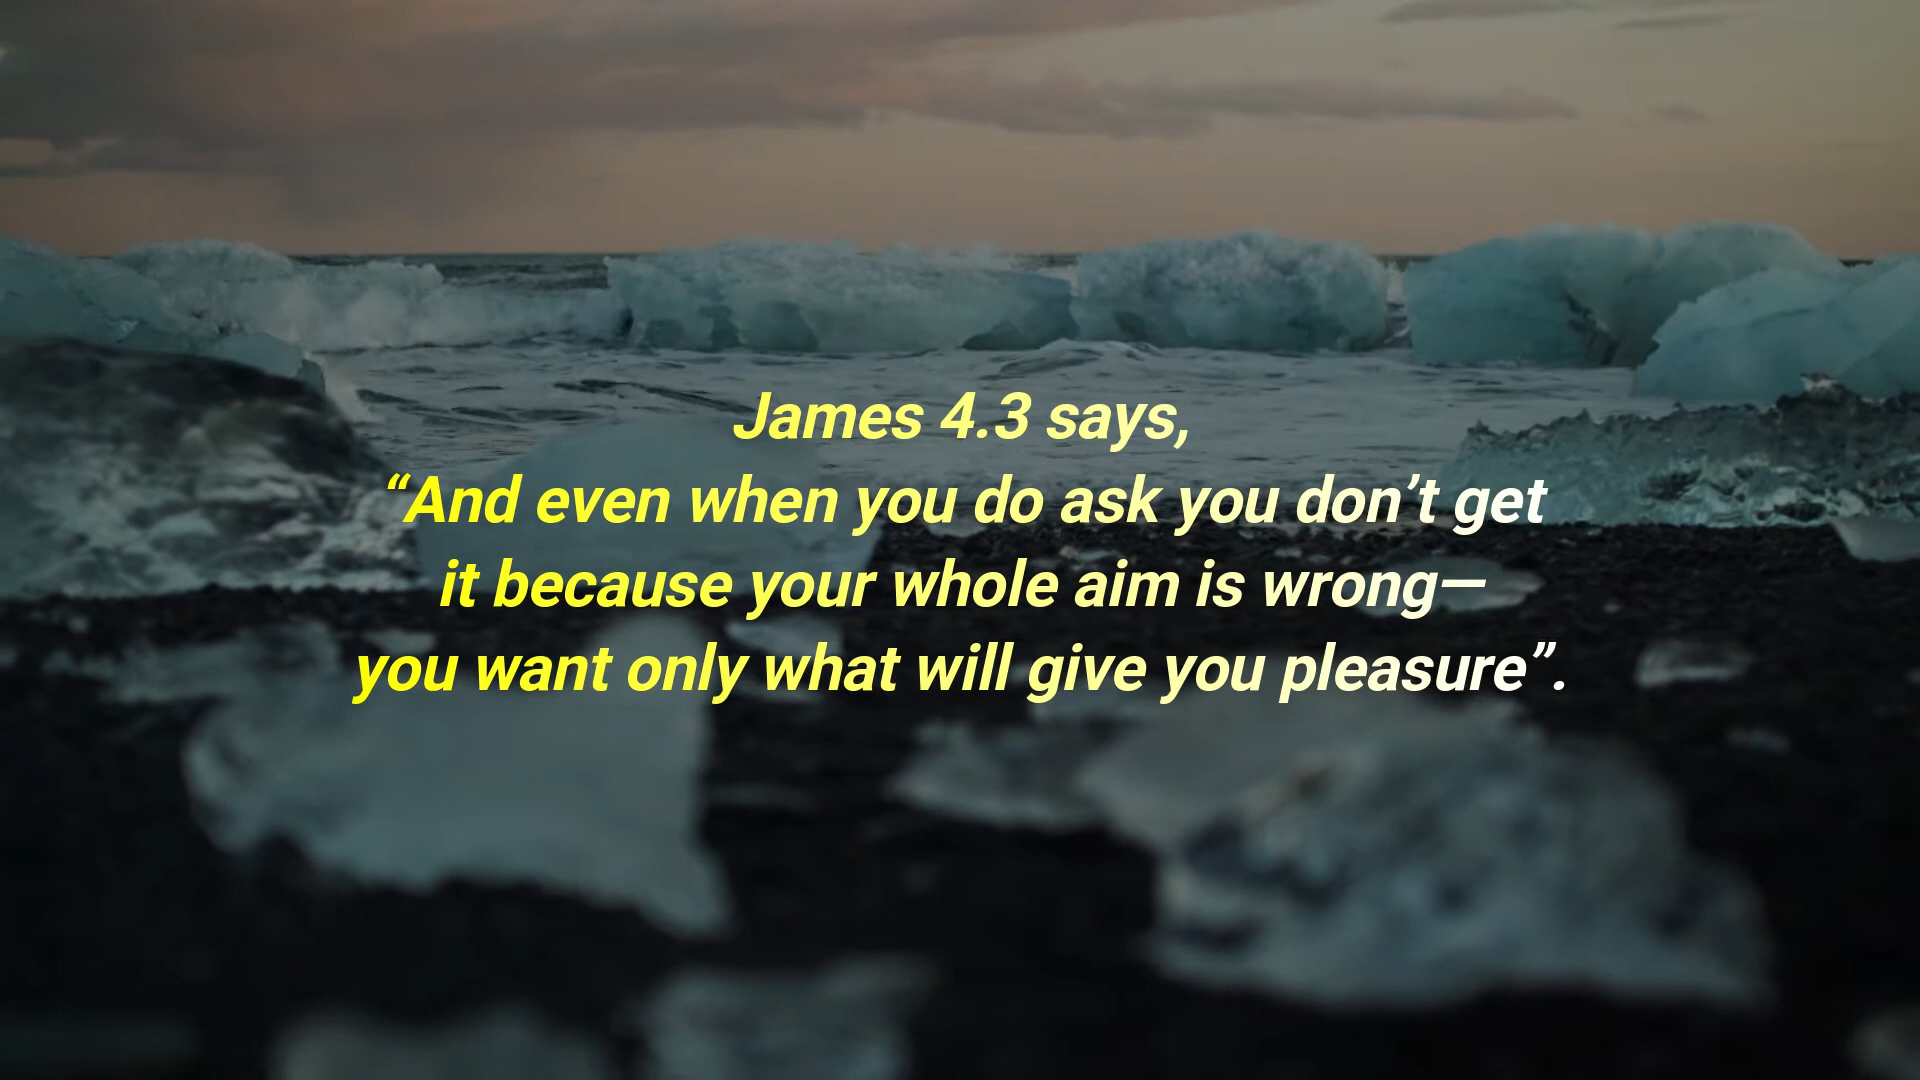 James 4.3 says,
“And even when you do ask you don’t get
it because your whole aim is wrong—
you want only what will give you pleasure”.